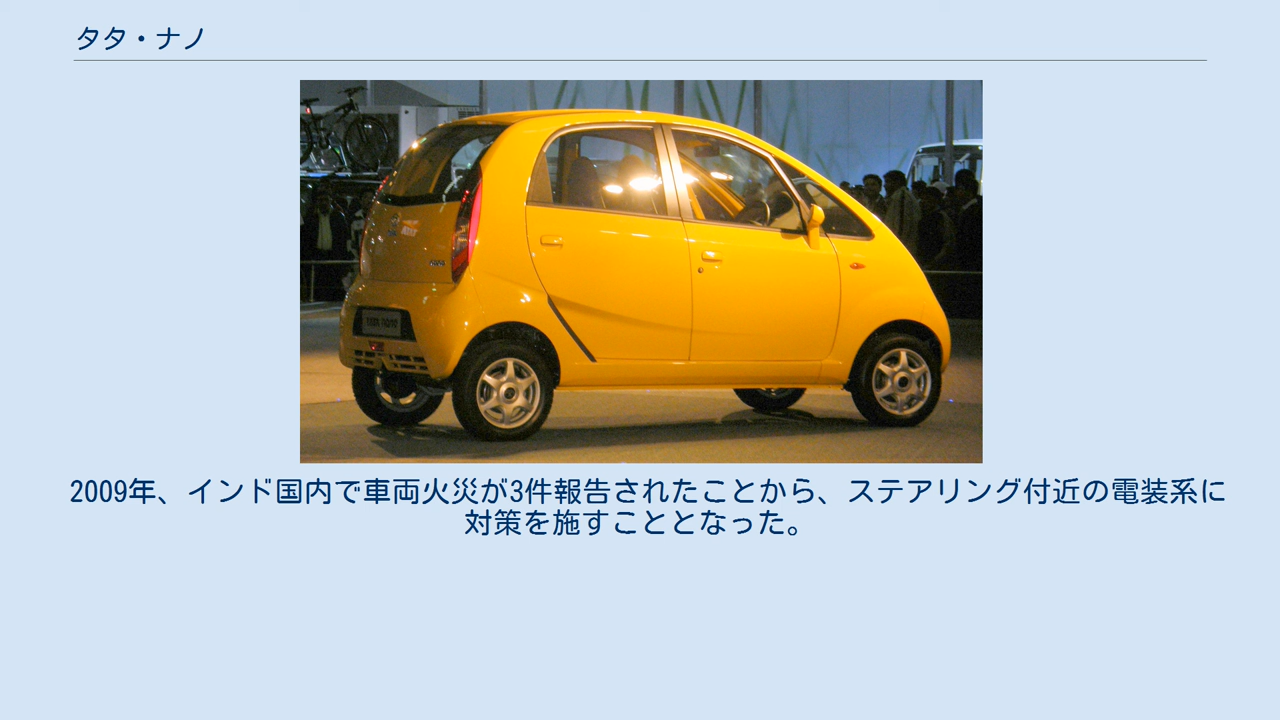 タタ・ナノ
2009年、インド国内で車両火災が3件報告されたことから、ステアリング付近の電装系に
対策を施すこととなった。